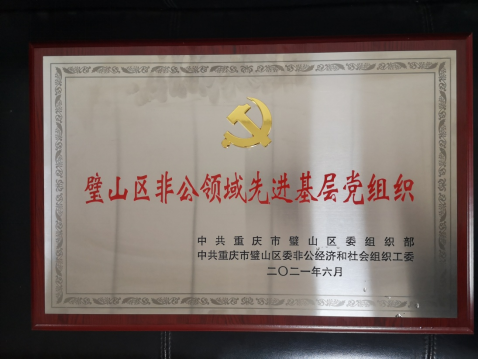 璧山区非公领域先进基层党组织
中共重庆市璧山区委组织部
中共重庆市璧山区委非公经济和社会组织工委
二〇二一年六月